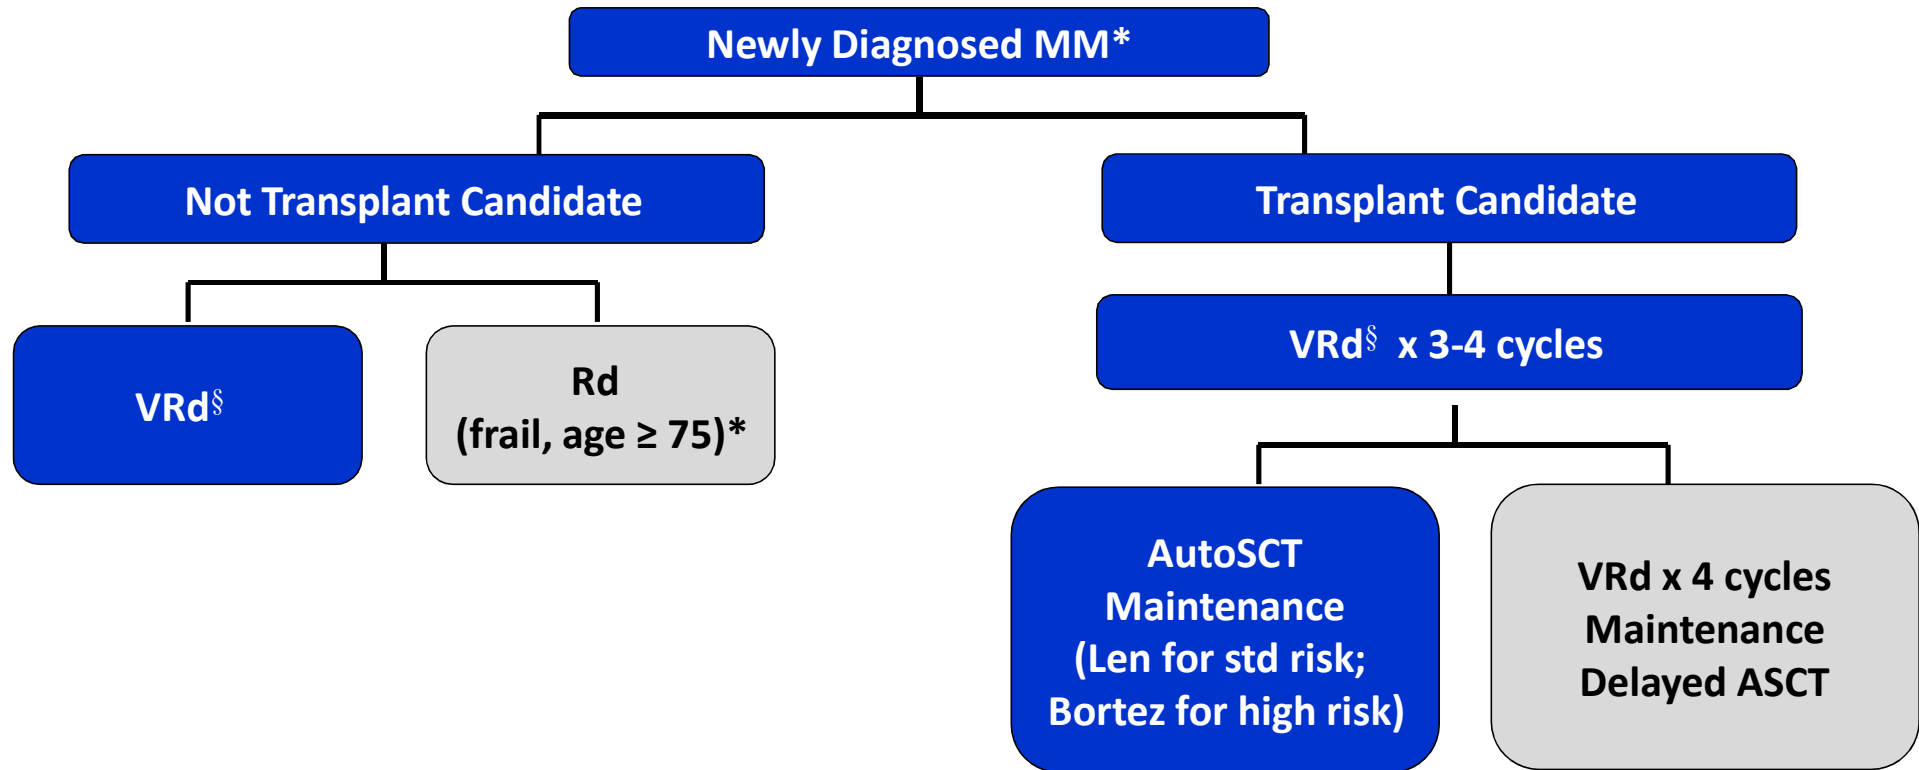 Newly Diagnosed MM*
Not Transplant Candidate
Transplant Candidate
VRd§
Rd
(frail, age ≥ 75)*
VRd§ x 3-4 cycles
AutoSCT
Maintenance
(Len for std risk;
Bortez for high risk)
VRd x 4 cycles
Maintenance
Delayed ASCT